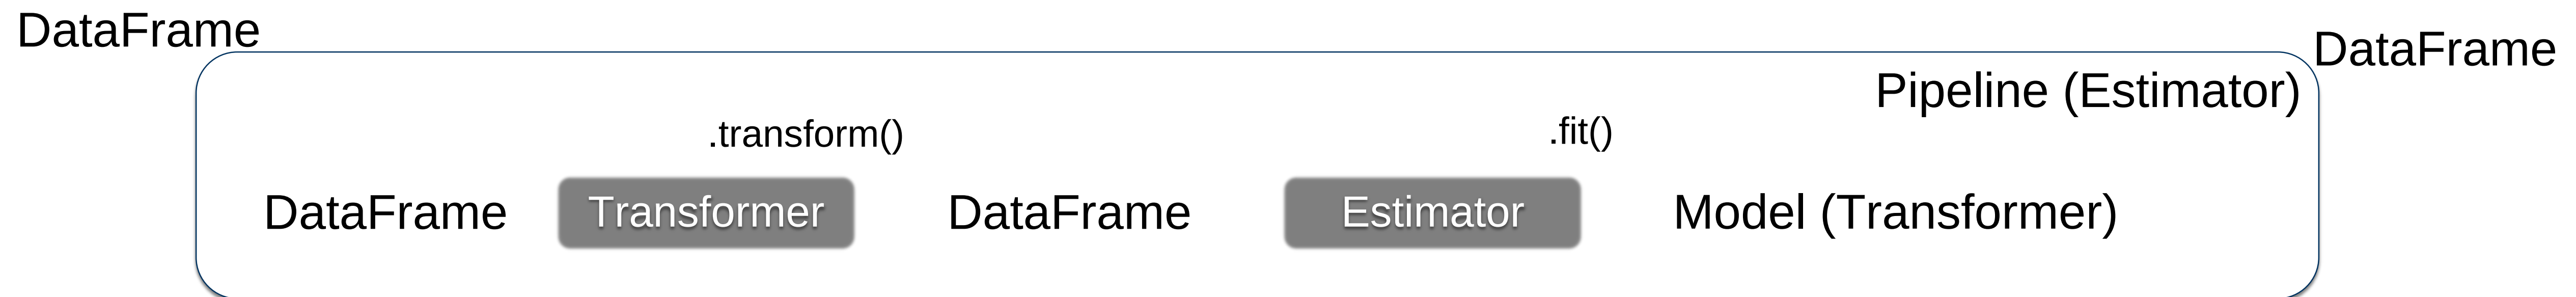 DataFrame
DataFrame
Pipeline (Estimator)
.transform()
.fit()
DataFrame
Transformer
DataFrame
Estimator
Model (Transformer)